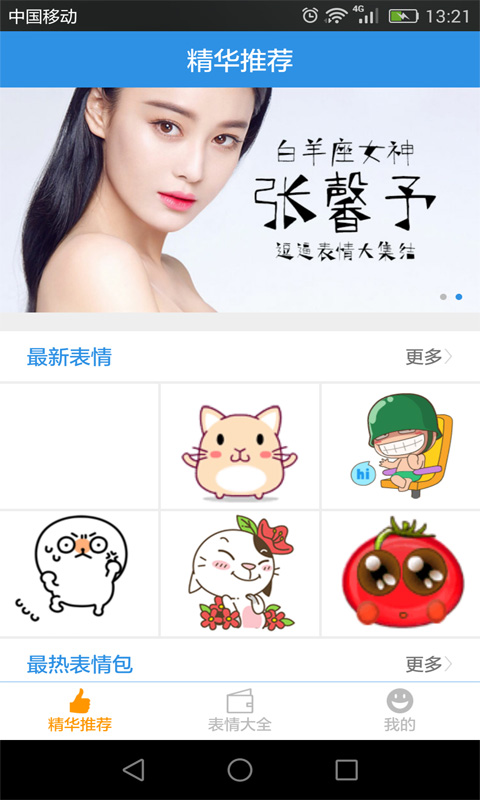 中国移动
4G
13:21
精华推荐
白羊座女神
张馨予
逗逼表情大集结
最新表情
更多
hi
最热表情包
更多
精华推荐
表情大全
我的